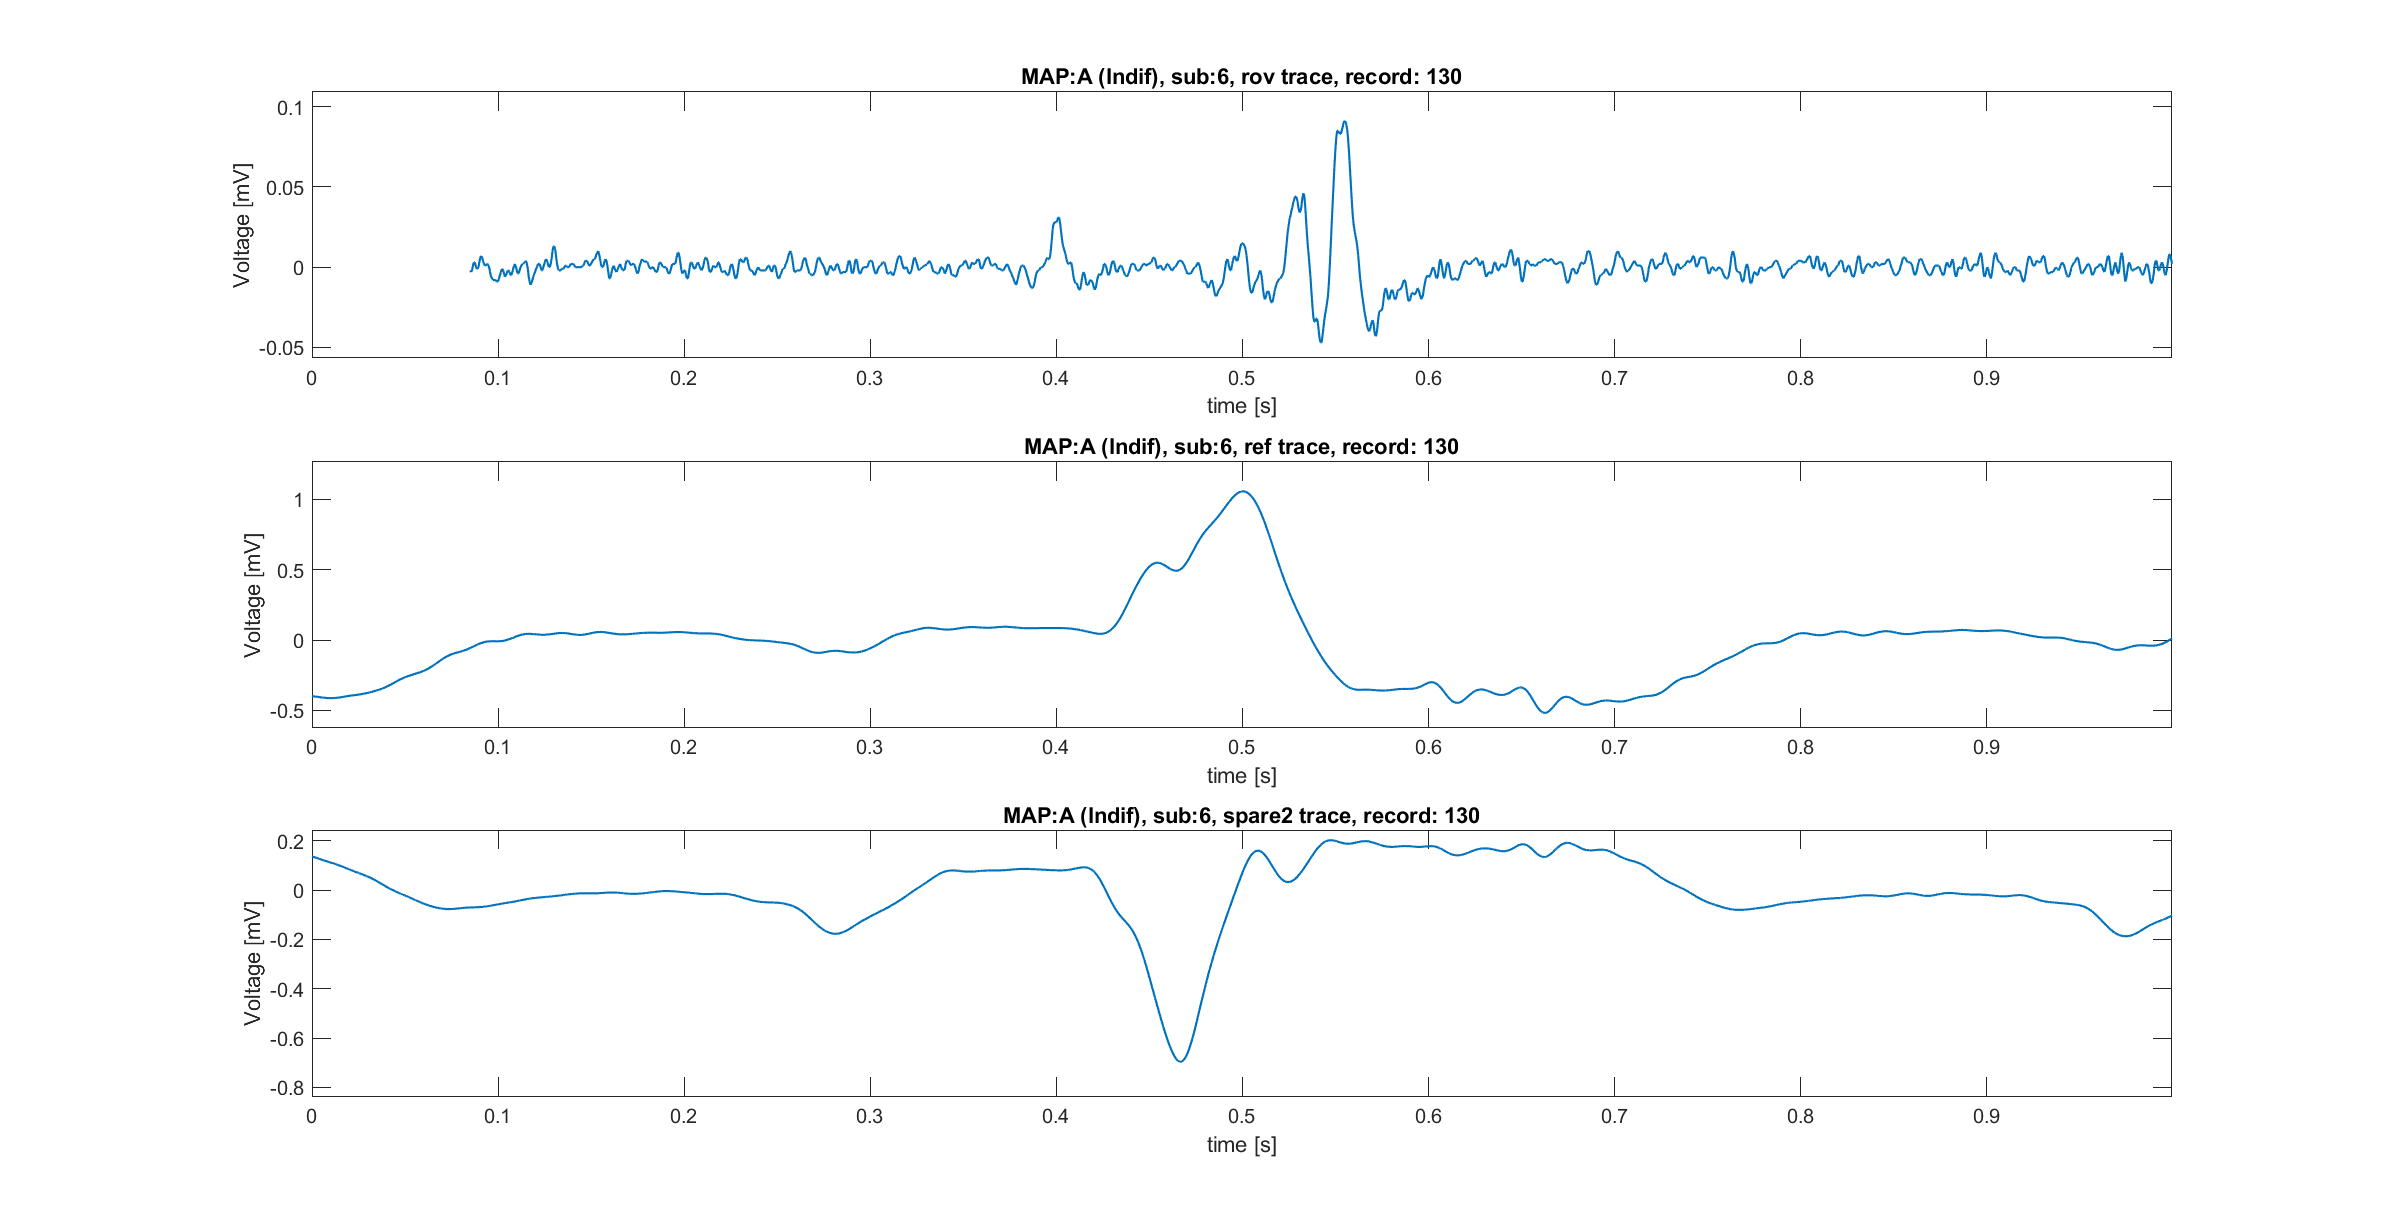 MAP:A (Indif), sub:6, rov trace, record: 130
Voltage [mV]
0.1
0.05
0
-0.05
0 0.1 0.2 0.3 0.4 0.5 0.6 0.7 0.8 0.9
time [s]
MAP:A (Indif), sub:6, ref trace, record: 130
Voltage [mV]
1
0.5
0
-0.5
0 0.1 0.2 0.3 0.4 0.5 0.6 0.7 0.8 0.9
time [s]
MAP:A (Indif), sub:6, spare2 trace, record: 130
Voltage [mV]
0.2
0
-0.2
-0.4
-0.6
-0.8
0 0.1 0.2 0.3 0.4 0.5 0.6 0.7 0.8 0.9
time [s]